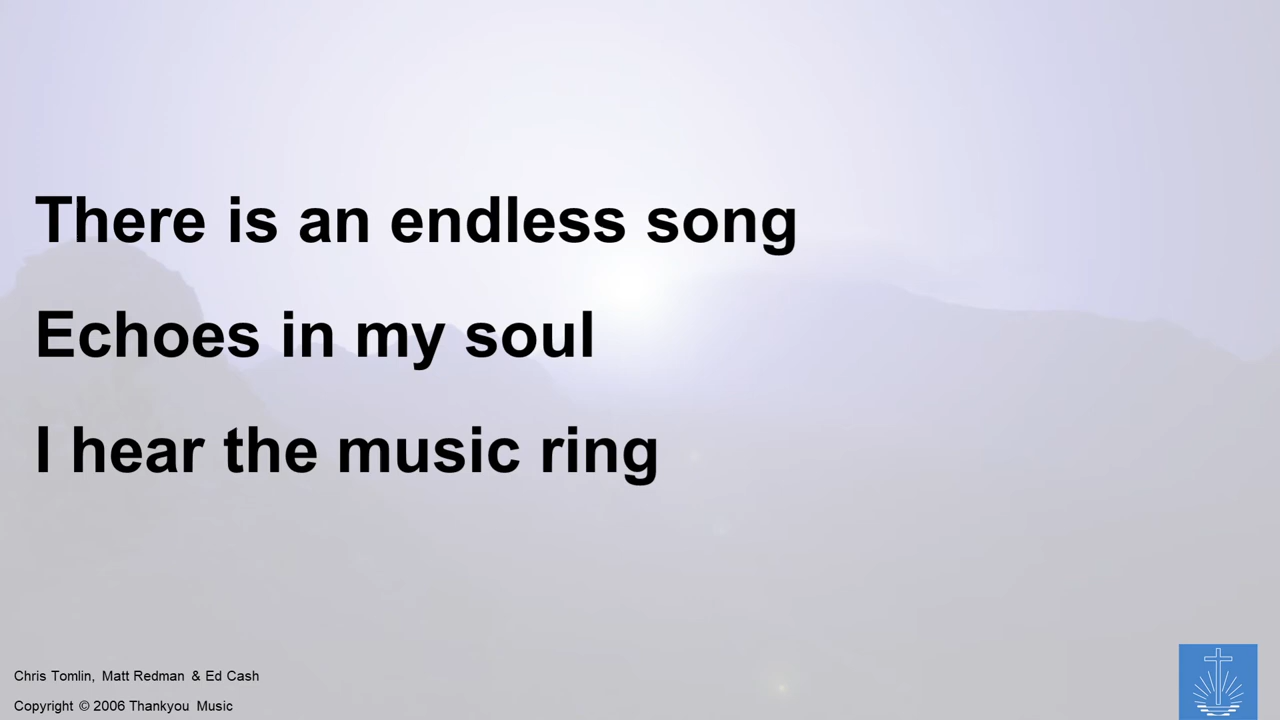 There is an endless song
Echoes in my soul
I hear the music ring
Chris Tomlin, Matt Redman & Ed Cash
Copyright © 2006 Thankyou Music